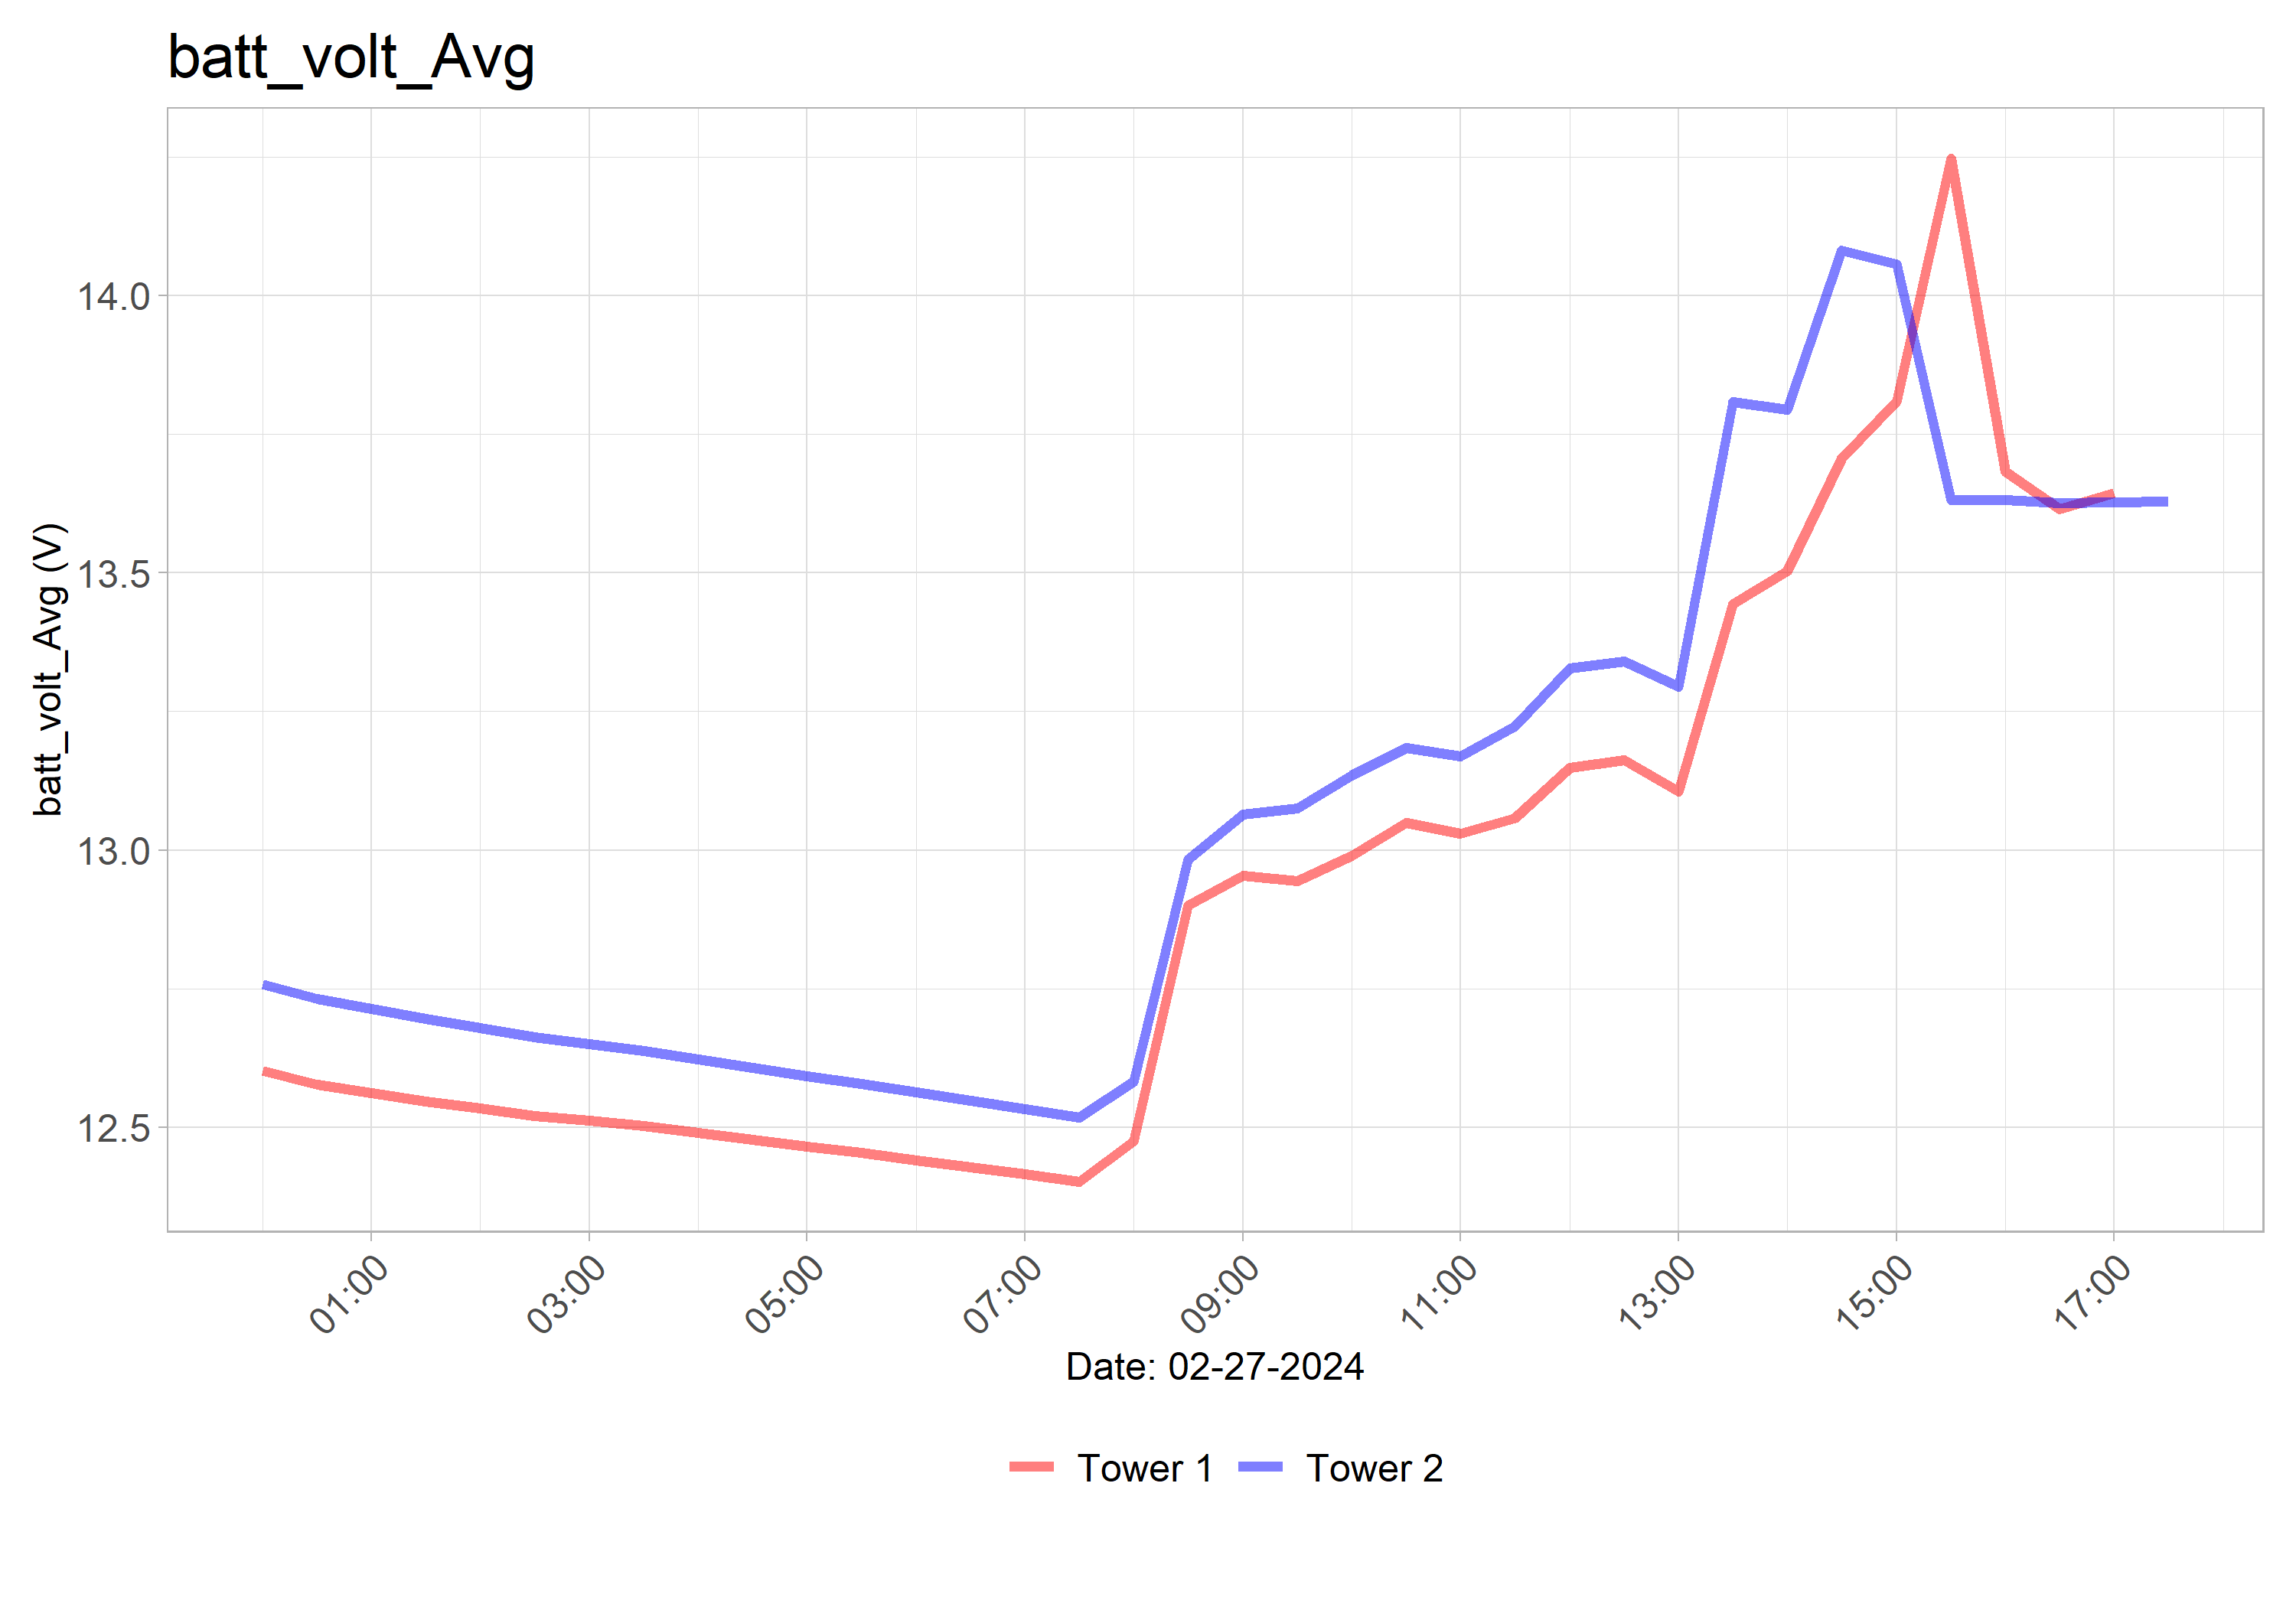 batt_volt_Avg
batt_volt_Avg (V)
14.0
13.5
13.0
12.5
01:00
03:00
05:00
07:00
09:00
11:00
13:00
15:00
17:00
Date: 02-27-2024
Tower 1
Tower 2